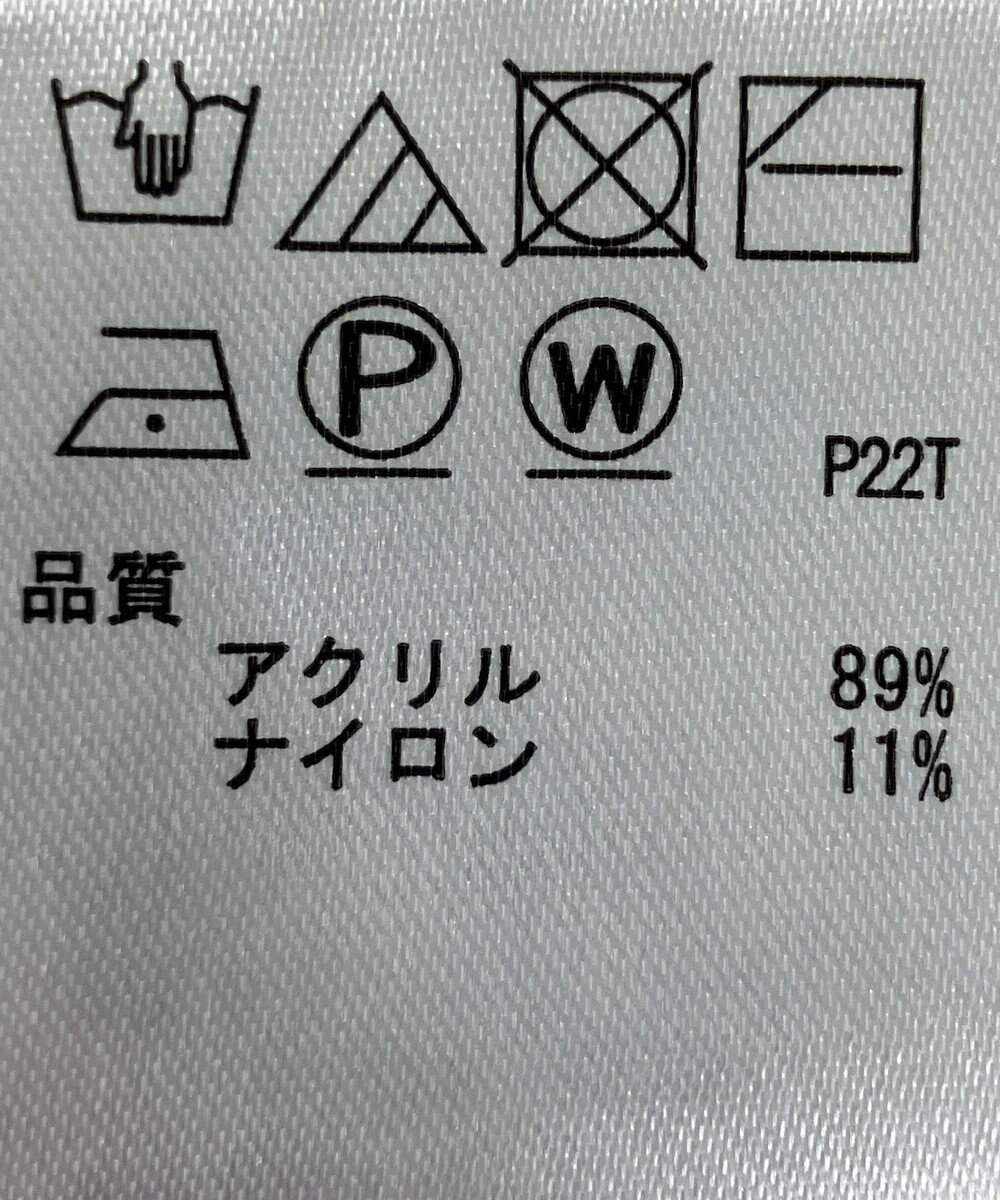 P W
P22T
品質
アクリル 89%
ナイロン 11%